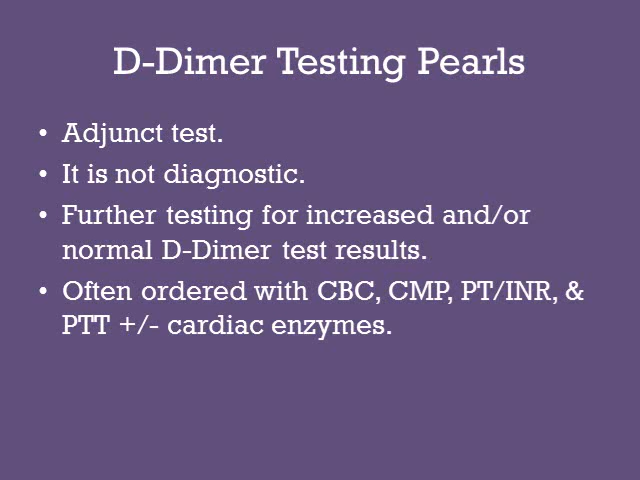 D-Dimer Testing Pearls
• Adjunct test.
• It is not diagnostic.
• Further testing for increased and/or
normal D-Dimer test results.
• Often ordered with CBC, CMP, PT/INR, &
PTT +/- cardiac enzymes.